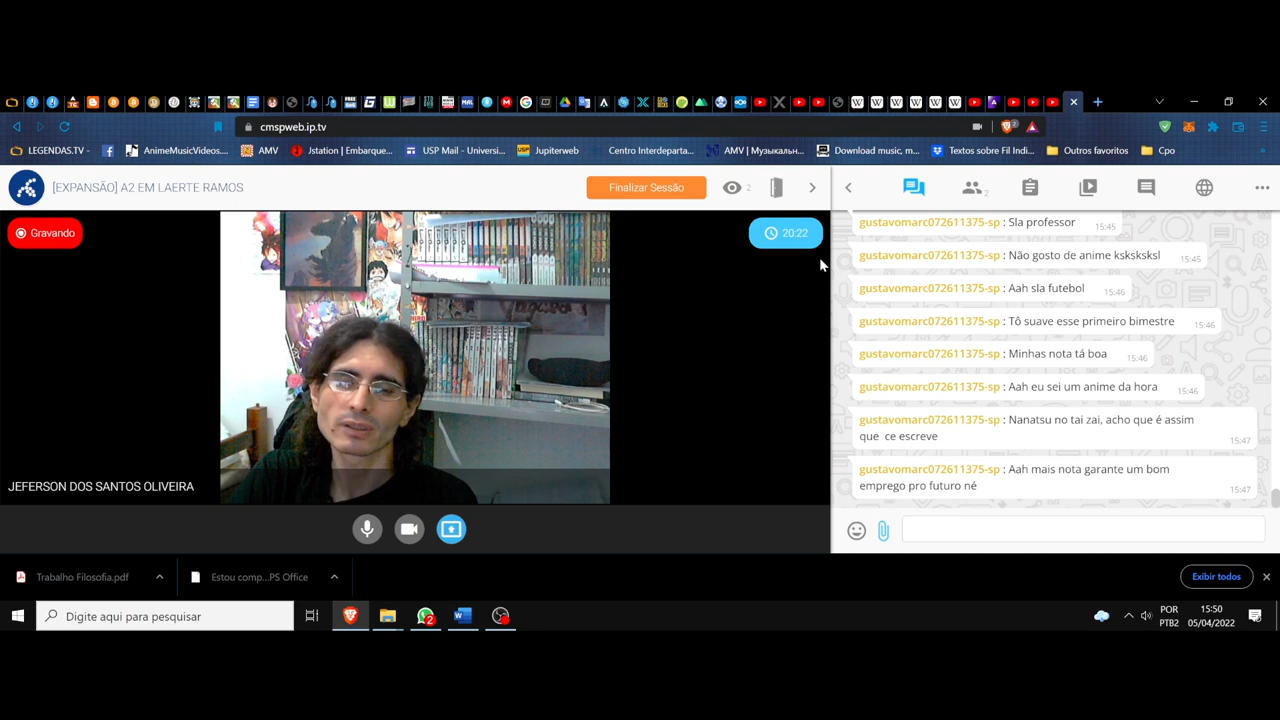 cmspweb.ip.tv
2
LEGENDAS.TV -
AnimeMusicVideos...
AMV
Jstation | Embarque...
USP Mail - Universi...
Jupiterweb
Centro Interdeparta...
AMV | Музыкальн...
Download music, m...
Textos sobre Fil Indi...
Outros favoritos
Cpo
[EXPANSÃO] A2 EM LAERTE RAMOS
Finalizar Sessão
2
2
Gravando
20:22
JEFERSON DOS SANTOS OLIVEIRA
gustavomarc072611375-sp : Sla professor
15:45
gustavomarc072611375-sp : Não gosto de anime ksksksksl
15:45
gustavomarc072611375-sp : Aah sla futebol
15:46
gustavomarc072611375-sp : Tô suave esse primeiro bimestre
15:46
gustavomarc072611375-sp : Minhas nota tá boa
15:46
gustavomarc072611375-sp : Aah eu sei um anime da hora
15:46
gustavomarc072611375-sp : Nanatsu no tai zai, acho que é assim
que ce escreve
15:47
gustavomarc072611375-sp : Aah mais nota garante um bom
emprego pro futuro né
15:47
Trabalho Filosofia.pdf
Estou comp...PS Office
Exibir todos
Digite aqui para pesquisar
2
POR
PTB2
15:50
05/04/2022